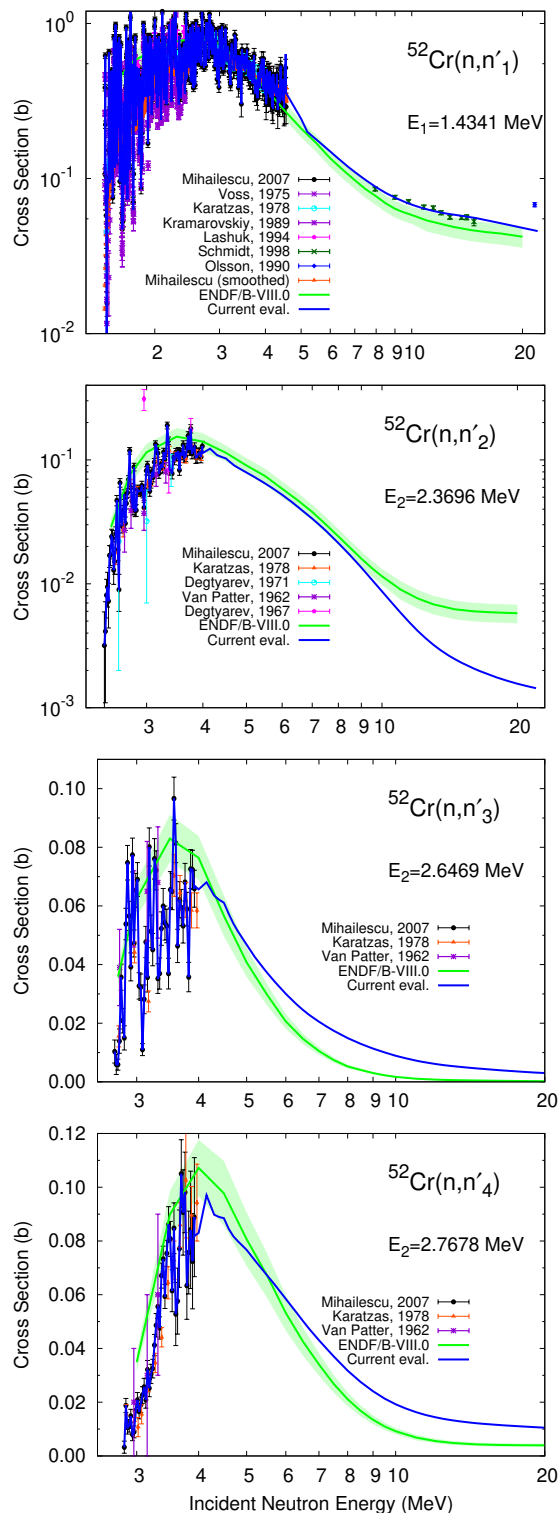 10⁰
10⁻¹
10⁻²
Cross Section (b)
⁵²Cr(n,n′₁)
E₁=1.4341 MeV
Mihailescu, 2007
Voss, 1975
Karatzas, 1978
Kramarovskiy, 1989
Lashuk, 1994
Schmidt, 1998
Olsson, 1990
Mihailescu (smoothed)
ENDF/B-VIII.0
Current eval.
2 3 4 5 6 7 8 9 10 20
10⁻¹
10⁻²
10⁻³
Cross Section (b)
⁵²Cr(n,n′₂)
E₂=2.3696 MeV
Mihailescu, 2007
Karatzas, 1978
Degtyarev, 1971
Van Patter, 1962
Degtyarev, 1967
ENDF/B-VIII.0
Current eval.
3 4 5 6 7 8 9 10 20
0.10
0.08
0.06
0.04
0.02
0.00
Cross Section (b)
⁵²Cr(n,n′₃)
E₂=2.6469 MeV
Mihailescu, 2007
Karatzas, 1978
Van Patter, 1962
ENDF/B-VIII.0
Current eval.
3 4 5 6 7 8 9 10 20
0.12
0.10
0.08
0.06
0.04
0.02
0.00
Cross Section (b)
⁵²Cr(n,n′₄)
E₂=2.7678 MeV
Mihailescu, 2007
Karatzas, 1978
Van Patter, 1962
ENDF/B-VIII.0
Current eval.
3 4 5 6 7 8 9 10 20
Incident Neutron Energy (MeV)